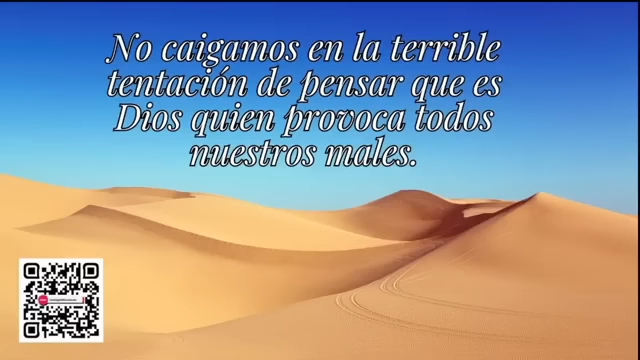 No caigamos en la terrible
tentación de pensar que es
Dios quien provoca todos
nuestros males.